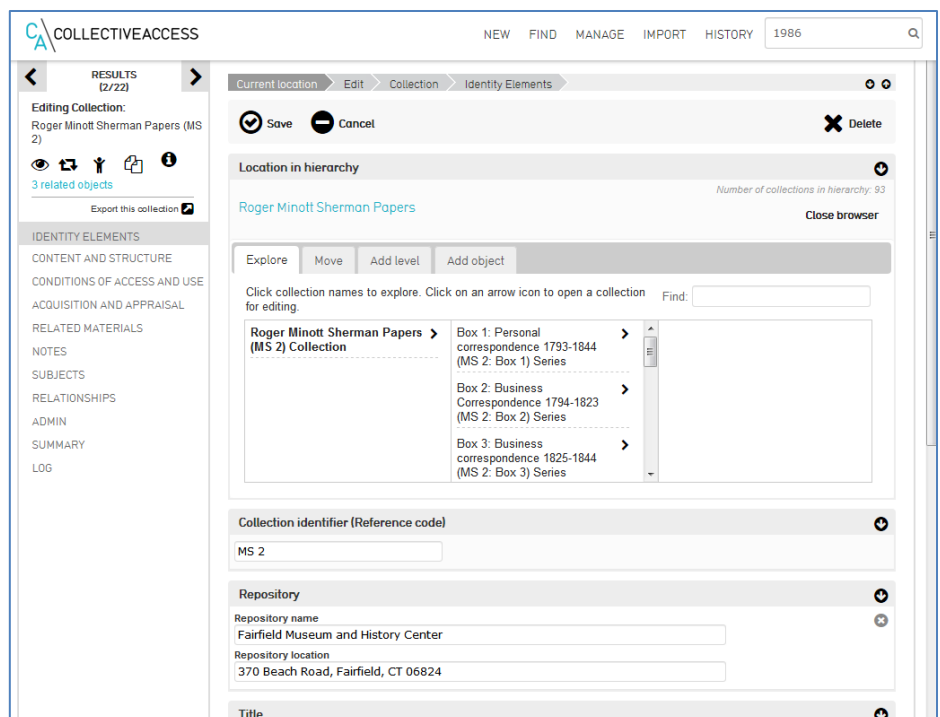 CA COLLECTIVEACCESS
NEW FIND MANAGE IMPORT HISTORY 1986
RESULTS
(2/22)
Editing Collection:
Roger Minott Sherman Papers (MS
2)
i
3 related objects
Export this collection
IDENTITY ELEMENTS
CONTENT AND STRUCTURE
CONDITIONS OF ACCESS AND USE
ACQUISITION AND APPRAISAL
RELATED MATERIALS
NOTES
SUBJECTS
RELATIONSHIPS
ADMIN
SUMMARY
LOG
Current location Edit Collection Identity Elements
Save Cancel Delete
Location in hierarchy
Number of collections in hierarchy: 93
Roger Minott Sherman Papers
Close browser
Explore Move Add level Add object
Click collection names to explore. Click on an arrow icon to open a collection
for editing.
Find:
Roger Minott Sherman Papers
(MS 2) Collection
Box 1: Personal
correspondence 1793-1844
(MS 2: Box 1) Series
Box 2: Business
Correspondence 1794-1823
(MS 2: Box 2) Series
Box 3: Business
correspondence 1825-1844
(MS 2: Box 3) Series
Collection identifier (Reference code)
MS 2
Repository
Repository name
Fairfield Museum and History Center
Repository location
370 Beach Road, Fairfield, CT 06824
Title